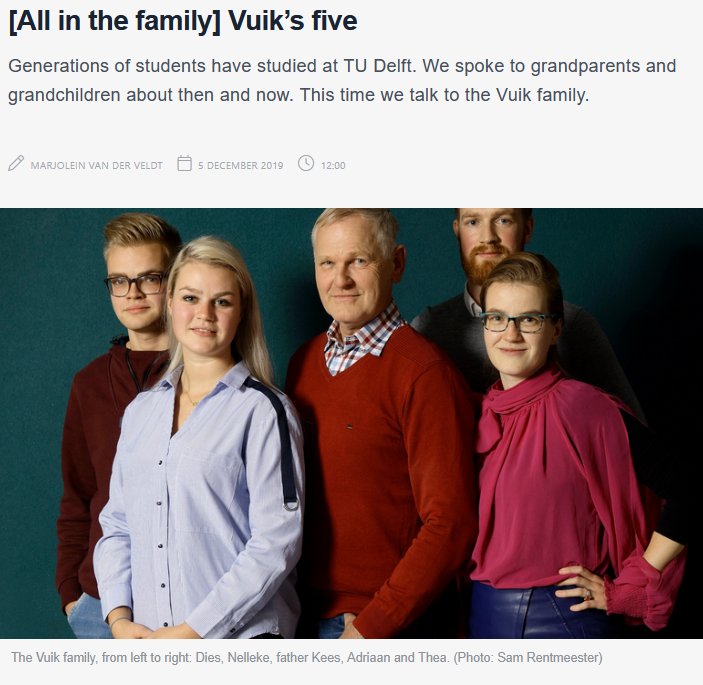 [All in the family] Vuik’s five
Generations of students have studied at TU Delft. We spoke to grandparents and
grandchildren about then and now. This time we talk to the Vuik family.
MARJOLEIN VAN DER VELDT 5 DECEMBER 2019 12:00
The Vuik family, from left to right: Dies, Nelleke, father Kees, Adriaan and Thea. (Photo: Sam Rentmeester)